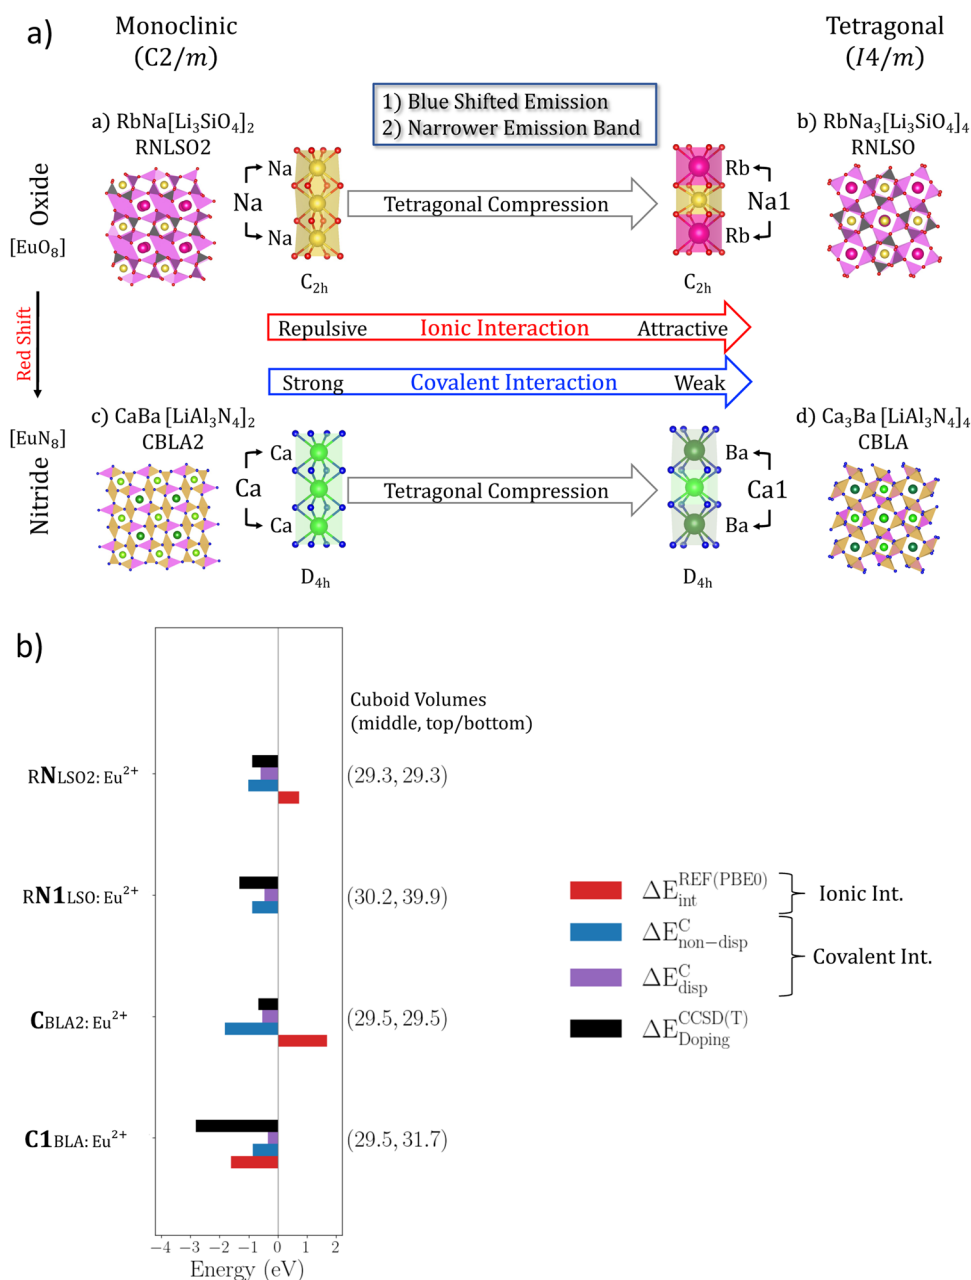 a)
Monoclinic
(C2/m)
Tetragonal
(I4/m)
1) Blue Shifted Emission
2) Narrower Emission Band
a) RbNa[Li₃SiO₄]₂
RNLSO2
b) RbNa₃[Li₃SiO₄]₄
RNLSO
Oxide
[EuO₈]
Na
Na
Na
Tetragonal Compression
Rb
Na1
Rb
C₂ₕ
C₂ₕ
Red Shift
Repulsive Ionic Interaction Attractive
Strong Covalent Interaction Weak
[EuN₈]
Nitride
c) CaBa [LiAl₃N₄]₂
CBLA2
d) Ca₃Ba [LiAl₃N₄]₄
CBLA
Ca
Ca
Ca
Tetragonal Compression
Ba
Ca1
Ba
D₄ₕ
D₄ₕ
b)
Cuboid Volumes
(middle, top/bottom)
RNLSO2: Eu²⁺
(29.3, 29.3)
RN1LSO: Eu²⁺
(30.2, 39.9)
CBLA2: Eu²⁺
(29.5, 29.5)
C1BLA: Eu²⁺
(29.5, 31.7)
ΔE_int^REF(PBE0)
Ionic Int.
ΔE_non−disp^C
Covalent Int.
ΔE_disp^C
ΔE_Doping^CCSD(T)
−4 −3 −2 −1 0 1 2
Energy (eV)